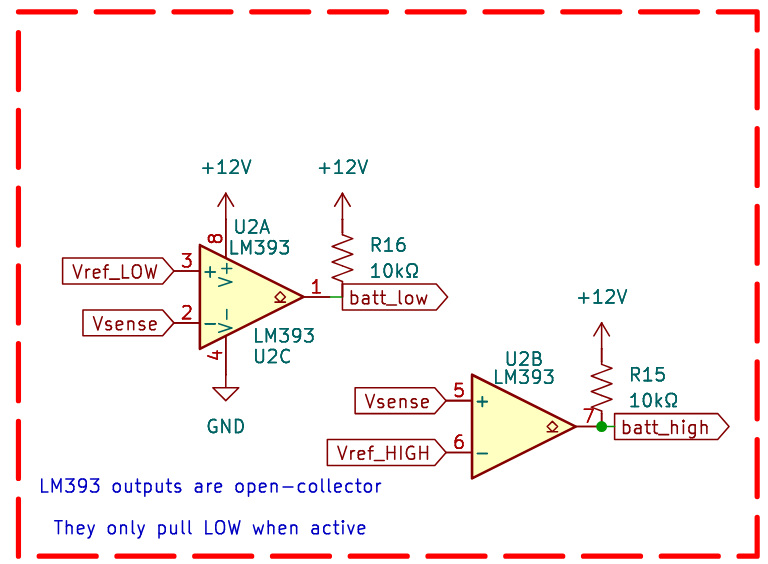 +12V
+12V
8
U2A
LM393
R16
10kΩ
Vref_LOW
3
+
V+
1
batt_low
Vsense
2
-
V-
4
LM393
U2C
GND
+12V
U2B
LM393
R15
10kΩ
Vsense
5
+
7
batt_high
Vref_HIGH
6
-
LM393 outputs are open-collector
They only pull LOW when active